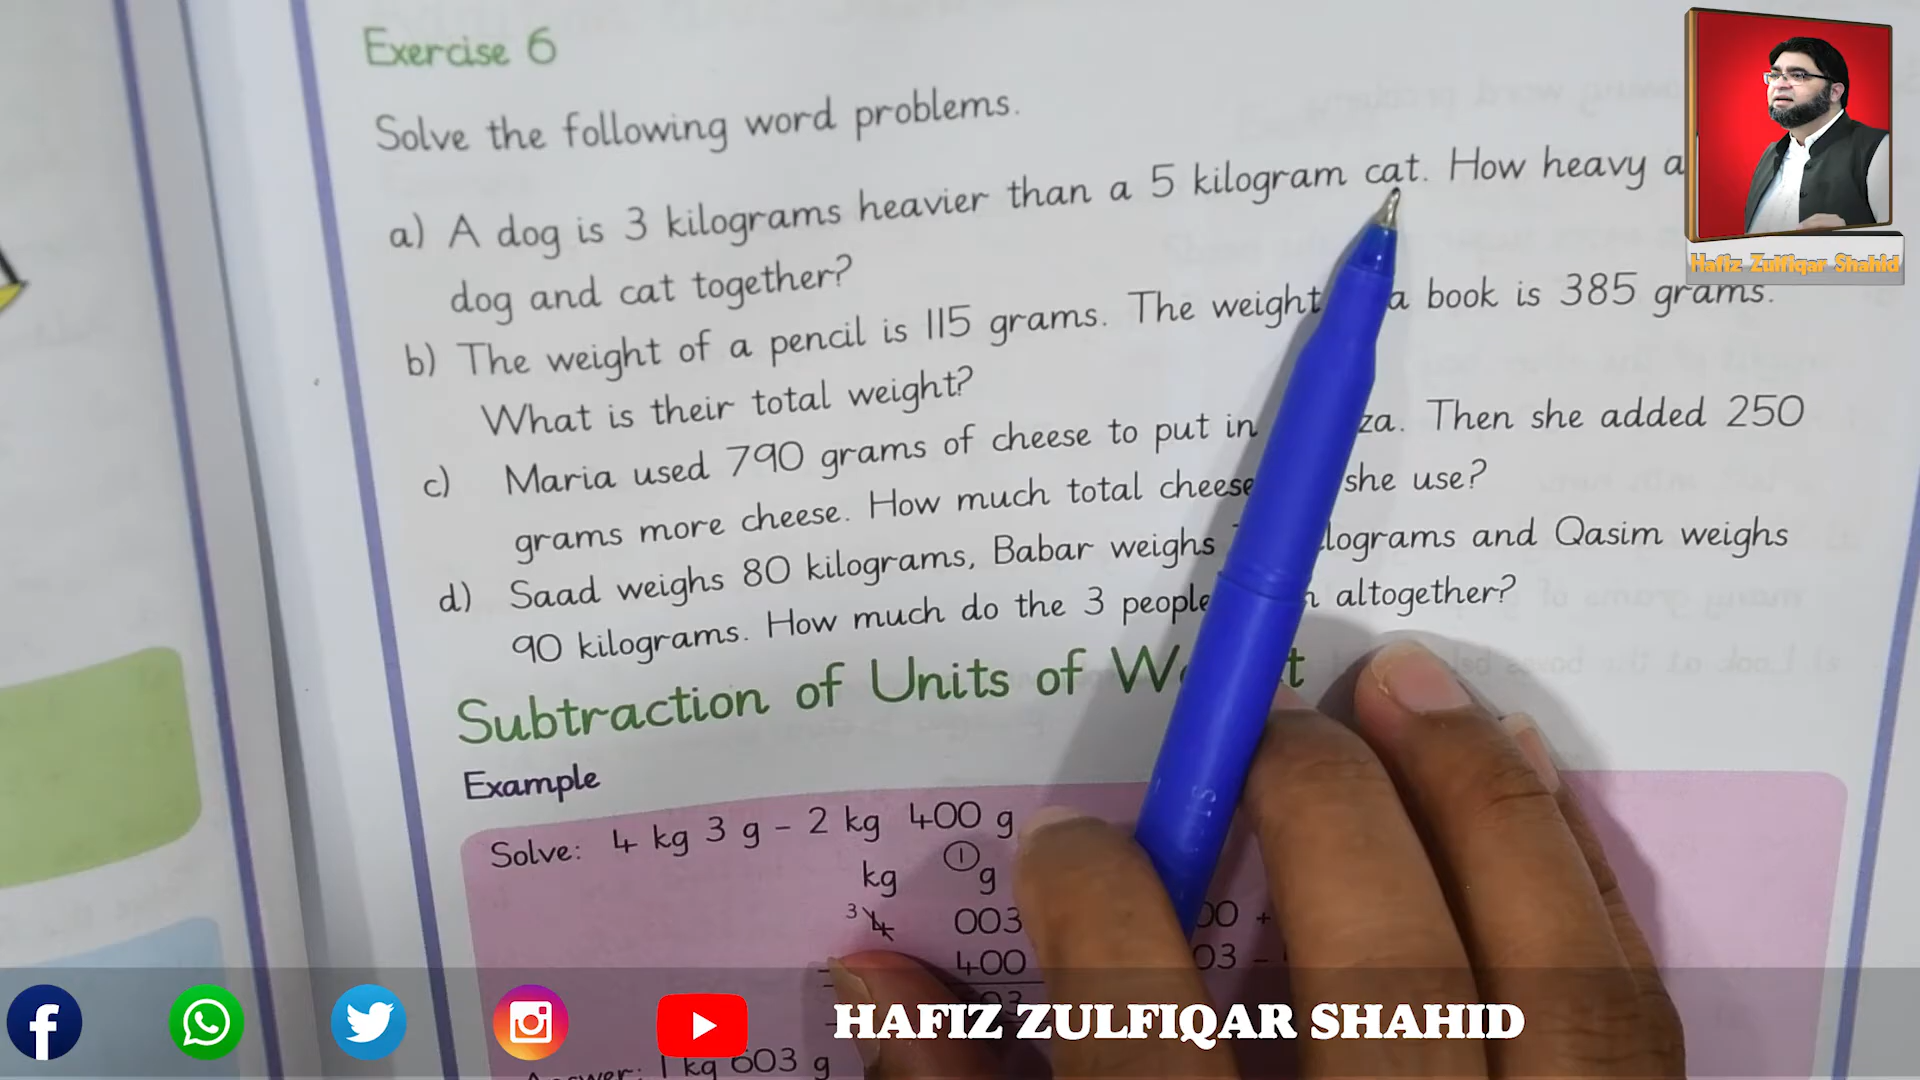 Exercise 6
Solve the following word problems.
a) A dog is 3 kilograms heavier than a 5 kilogram cat. How heavy a
dog and cat together?
b) The weight of a pencil is 115 grams. The weight a book is 385 grams.
What is their total weight?
c) Maria used 790 grams of cheese to put in za. Then she added 250
grams more cheese. How much total cheese she use?
d) Saad weighs 80 kilograms, Babar weighs lograms and Qasim weighs
90 kilograms. How much do the 3 people altogether?
Subtraction of Units of W t
Example
Solve: 4 kg 3 g - 2 kg 400 g
kg 1 g
3 4 003 00 +
- 400 03 -
Answer: 1 kg 603 g
Hafiz Zulfiqar Shahid
HAFIZ ZULFIQAR SHAHID